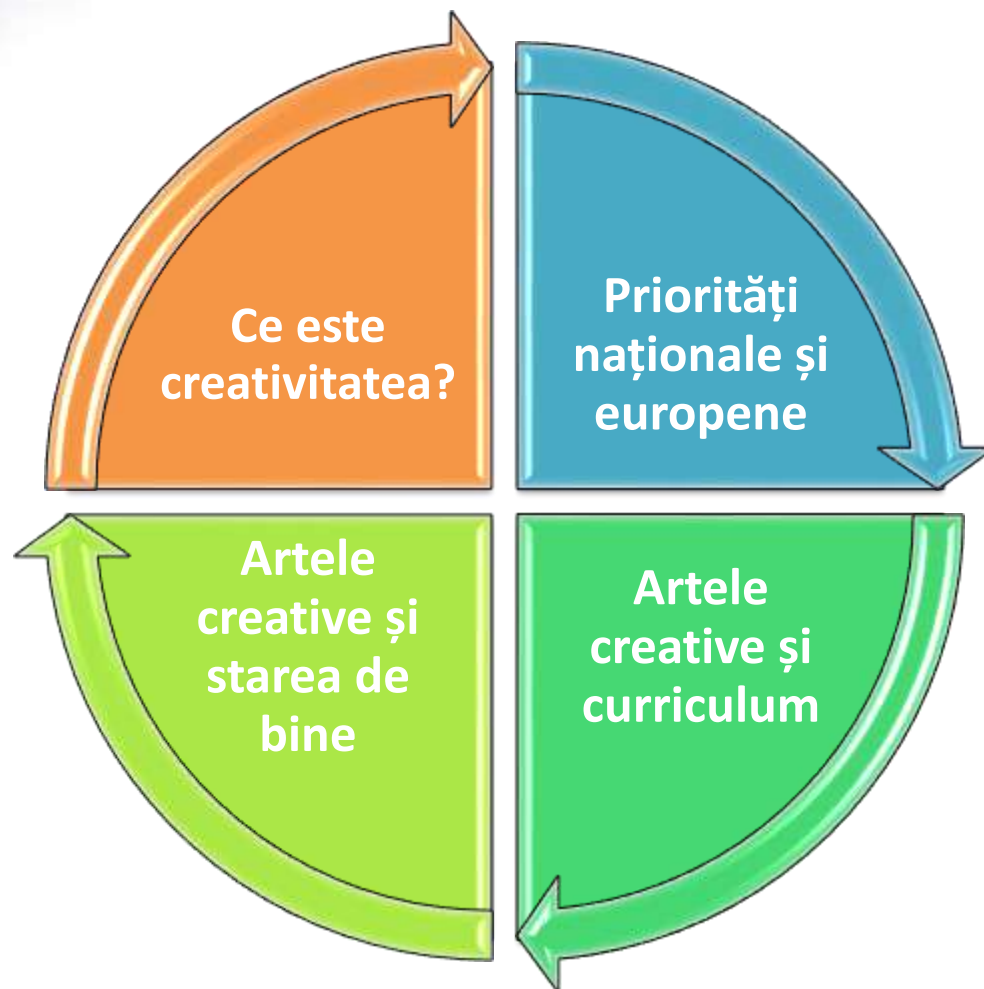 Ce este
creativitatea?
Priorități
naționale și
europene
Artele
creative și
starea de
bine
Artele
creative și
curriculum